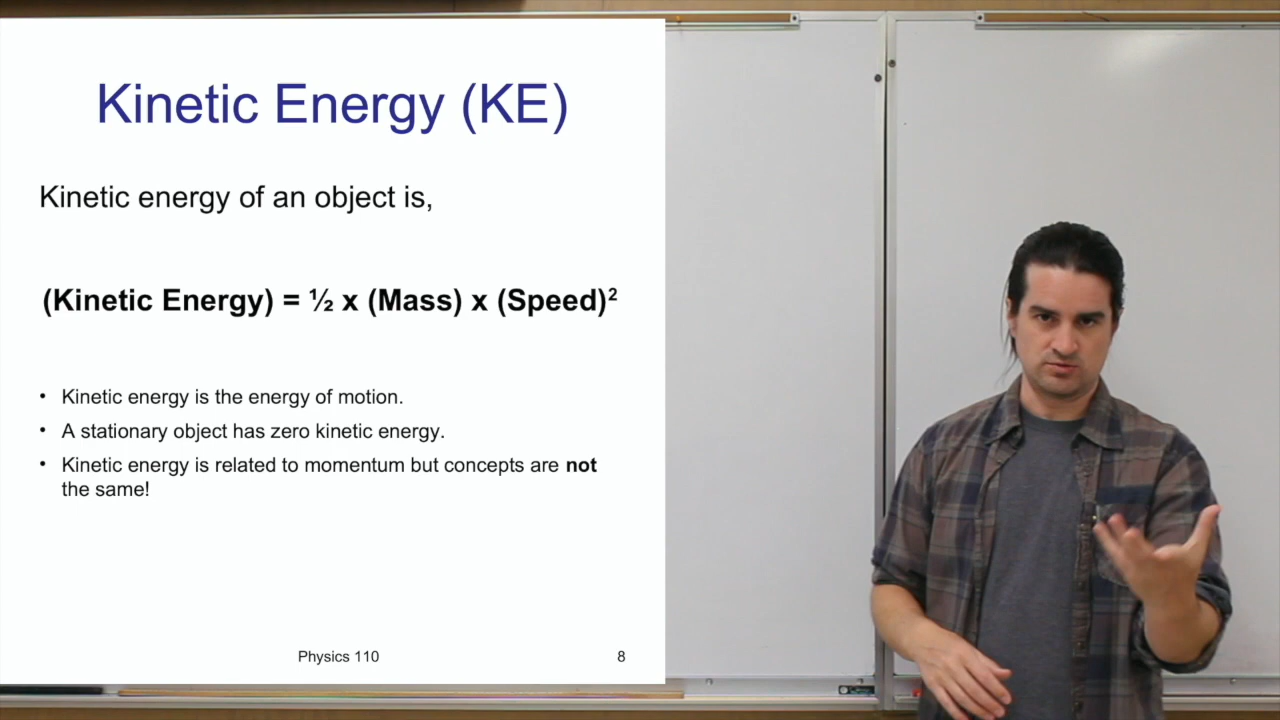 Kinetic Energy (KE)
Kinetic energy of an object is,
(Kinetic Energy) = ½ x (Mass) x (Speed)²
• Kinetic energy is the energy of motion.
• A stationary object has zero kinetic energy.
• Kinetic energy is related to momentum but concepts are not
the same!
Physics 110
8